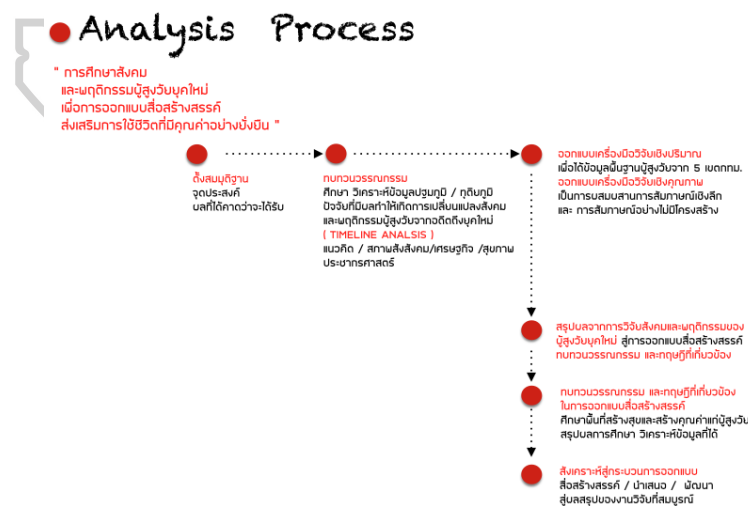 Analysis Process
" การศึกษาสังคม
และพฤติกรรมผู้สูงวัยยุคใหม่
เพื่อการออกแบบสื่อสร้างสรรค์
ส่งเสริมการใช้ชีวิตที่มีคุณค่าอย่างยั่งยืน "
ตั้งสมมุติฐาน
จุดประสงค์
ผลที่ได้คาดว่าจะได้รับ
ทบทวนวรรณกรรม
ศึกษา วิเคราะห์ข้อมูลปฐมภูมิ / ทุติยภูมิ
ปัจจัยที่มีผลทำให้เกิดการเปลี่ยนแปลงสังคม
และพฤติกรรมผู้สูงวัยจากอดีตถึงยุคใหม่
( TIMELINE ANALSIS )
แนวคิด / สภาพสังสังคม/เศรษฐกิจ /สุขภาพ
ประชากรศาสตร์
ออกแบบเครื่องมือวิจัยเชิงปริมาณ
เพื่อได้ข้อมูลพื้นฐานผู้สูงวัยจาก 5 เขตกทม.
ออกแบบเครื่องมือวิจัยเชิงคุณภาพ
เป็นการผสมผสานการสัมภาษณ์เชิงลึก
และ การสัมภาษณ์อย่างไม่มีโครงสร้าง
สรุปผลจากการวิจัยสังคมและพฤติกรรมของ
ผู้สูงวัยยุคใหม่ สู่การออกแบบสื่อสร้างสรรค์
ทบทวนวรรณกรรม และทฤษฎีที่เกี่ยวข้อง
ทบทวนวรรณกรรม และทฤษฎีที่เกี่ยวข้อง
ในการออกแบบสื่อสร้างสรรค์
ศึกษาพื้นที่สร้างสุขและสร้างคุณค่าแก่ผู้สูงวัย
สรุปผลการศึกษา วิเคราะห์ข้อมูลที่ได้
สังเคราะห์สู่กระบวนการออกแบบ
สื่อสร้างสรรค์ / นำเสนอ / พัฒนา
สู่ผลสรุปของงานวิจัยที่สมบูรณ์